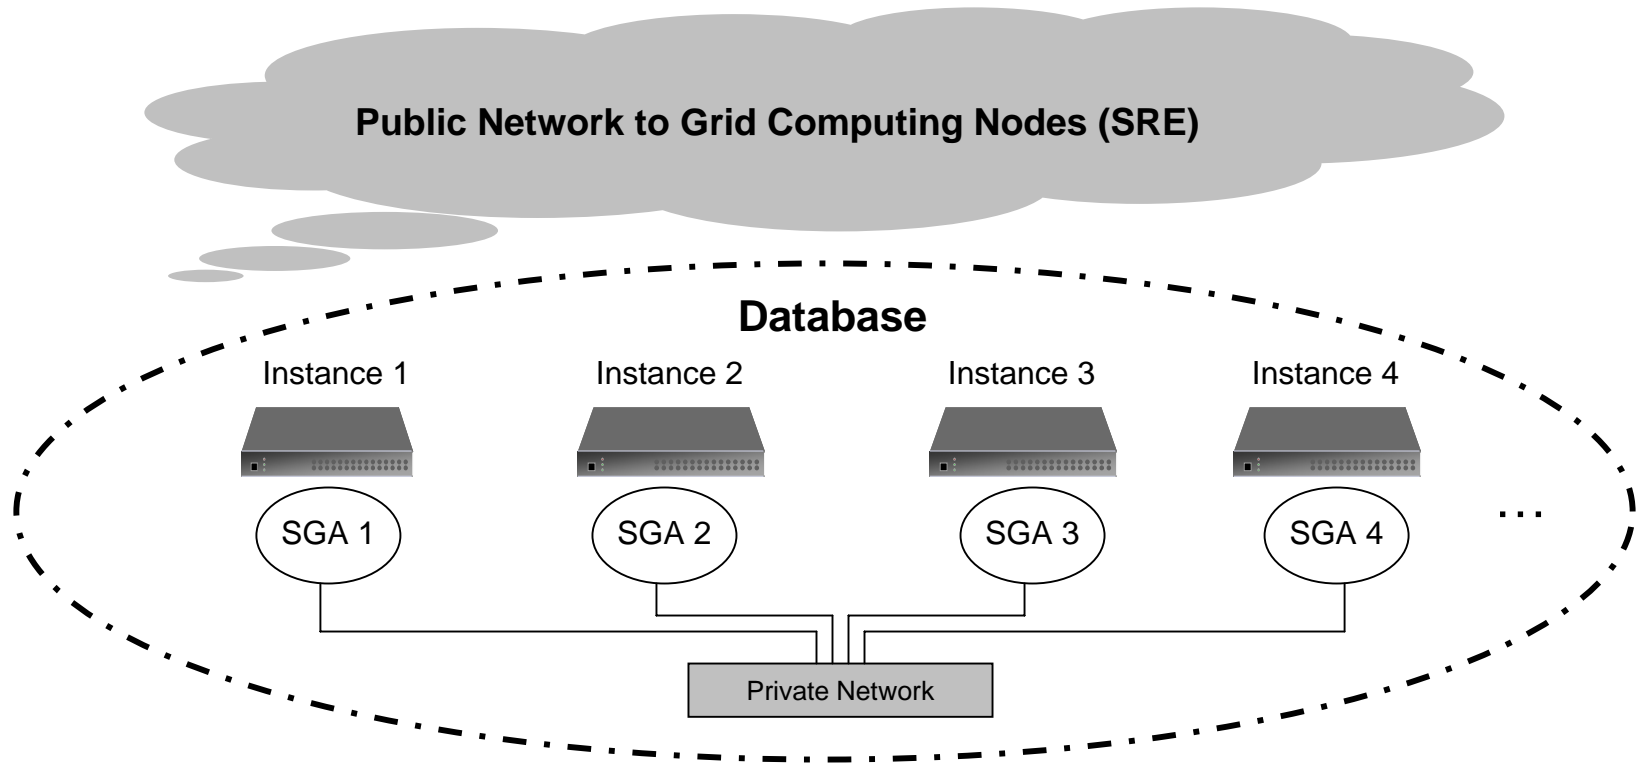 Public Network to Grid Computing Nodes (SRE)
Database
Instance 1 Instance 2 Instance 3 Instance 4
SGA 1 SGA 2 SGA 3 SGA 4 ...
Private Network